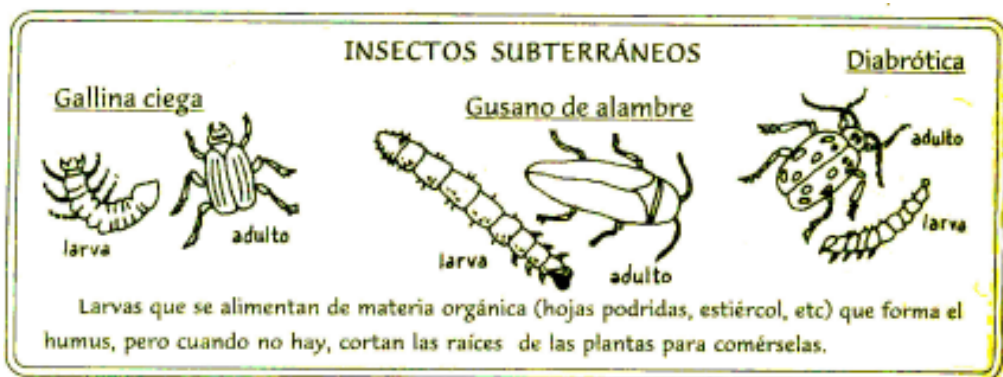 INSECTOS SUBTERRÁNEOS
Diabrótica
Gallina ciega
Gusano de alambre
adulto
larva
adulto
larva
adulto
larva
Larvas que se alimentan de materia orgánica (hojas podridas, estiércol, etc) que forma el
humus, pero cuando no hay, cortan las raíces de las plantas para comérselas.